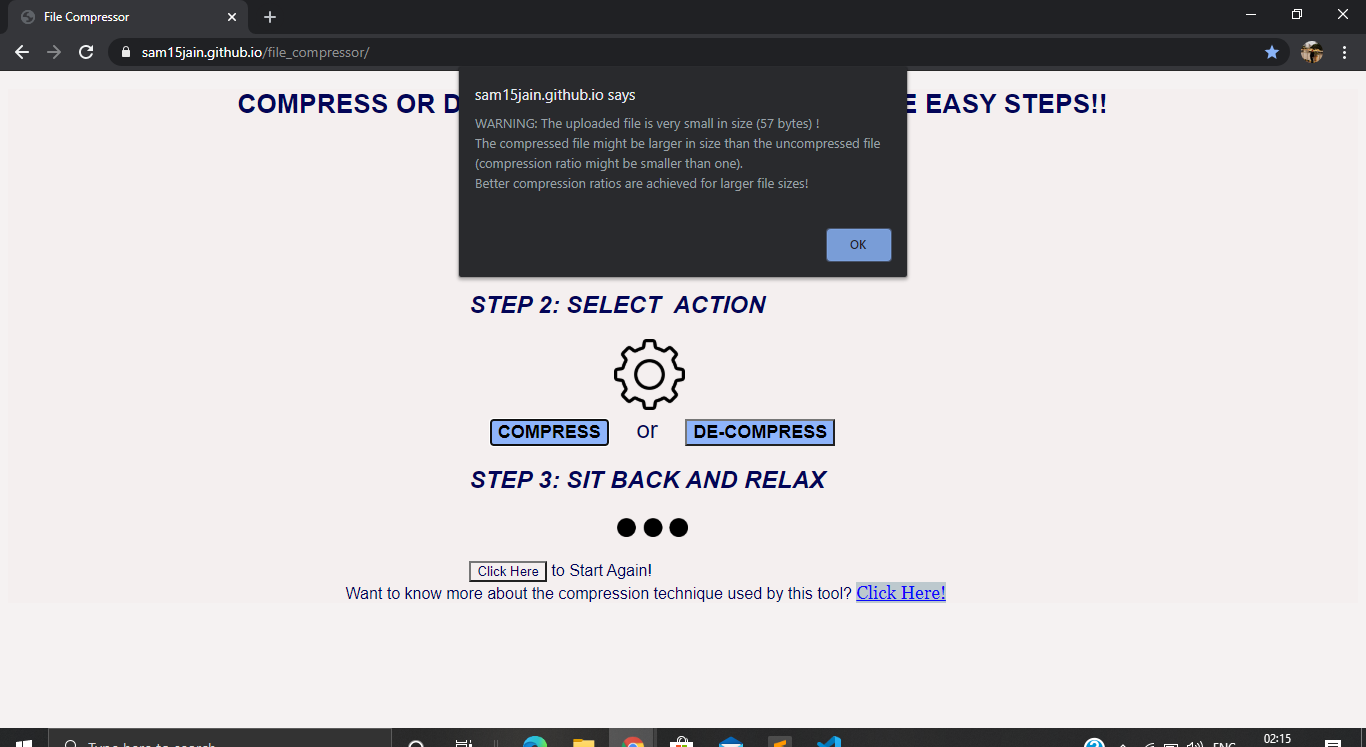 File Compressor
sam15jain.github.io/file_compressor/
sam15jain.github.io says
WARNING: The uploaded file is very small in size (57 bytes) !
The compressed file might be larger in size than the uncompressed file
(compression ratio might be smaller than one).
Better compression ratios are achieved for larger file sizes!
OK
COMPRESS OR D E EASY STEPS!!
STEP 2: SELECT ACTION
COMPRESS or DE-COMPRESS
STEP 3: SIT BACK AND RELAX
Click Here to Start Again!
Want to know more about the compression technique used by this tool? Click Here!
Type here to search
ENG
02:15